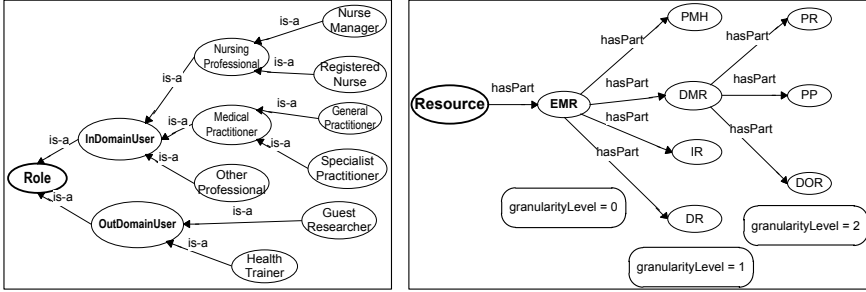 Nurse
Manager
is-a
Nursing
Professional
is-a
Registered
Nurse
is-a
Medical
Practitioner
is-a
General
Practitioner
is-a
InDomainUser
is-a
is-a
Specialist
Practitioner
is-a
Other
Professional
is-a
Role
is-a
OutDomainUser
is-a
Guest
Researcher
is-a
Health
Trainer
PMH
PR
hasPart
hasPart
hasPart
hasPart
hasPart
Resource
EMR
DMR
PP
hasPart
hasPart
hasPart
IR
DOR
granularityLevel = 0
DR
granularityLevel = 2
granularityLevel = 1